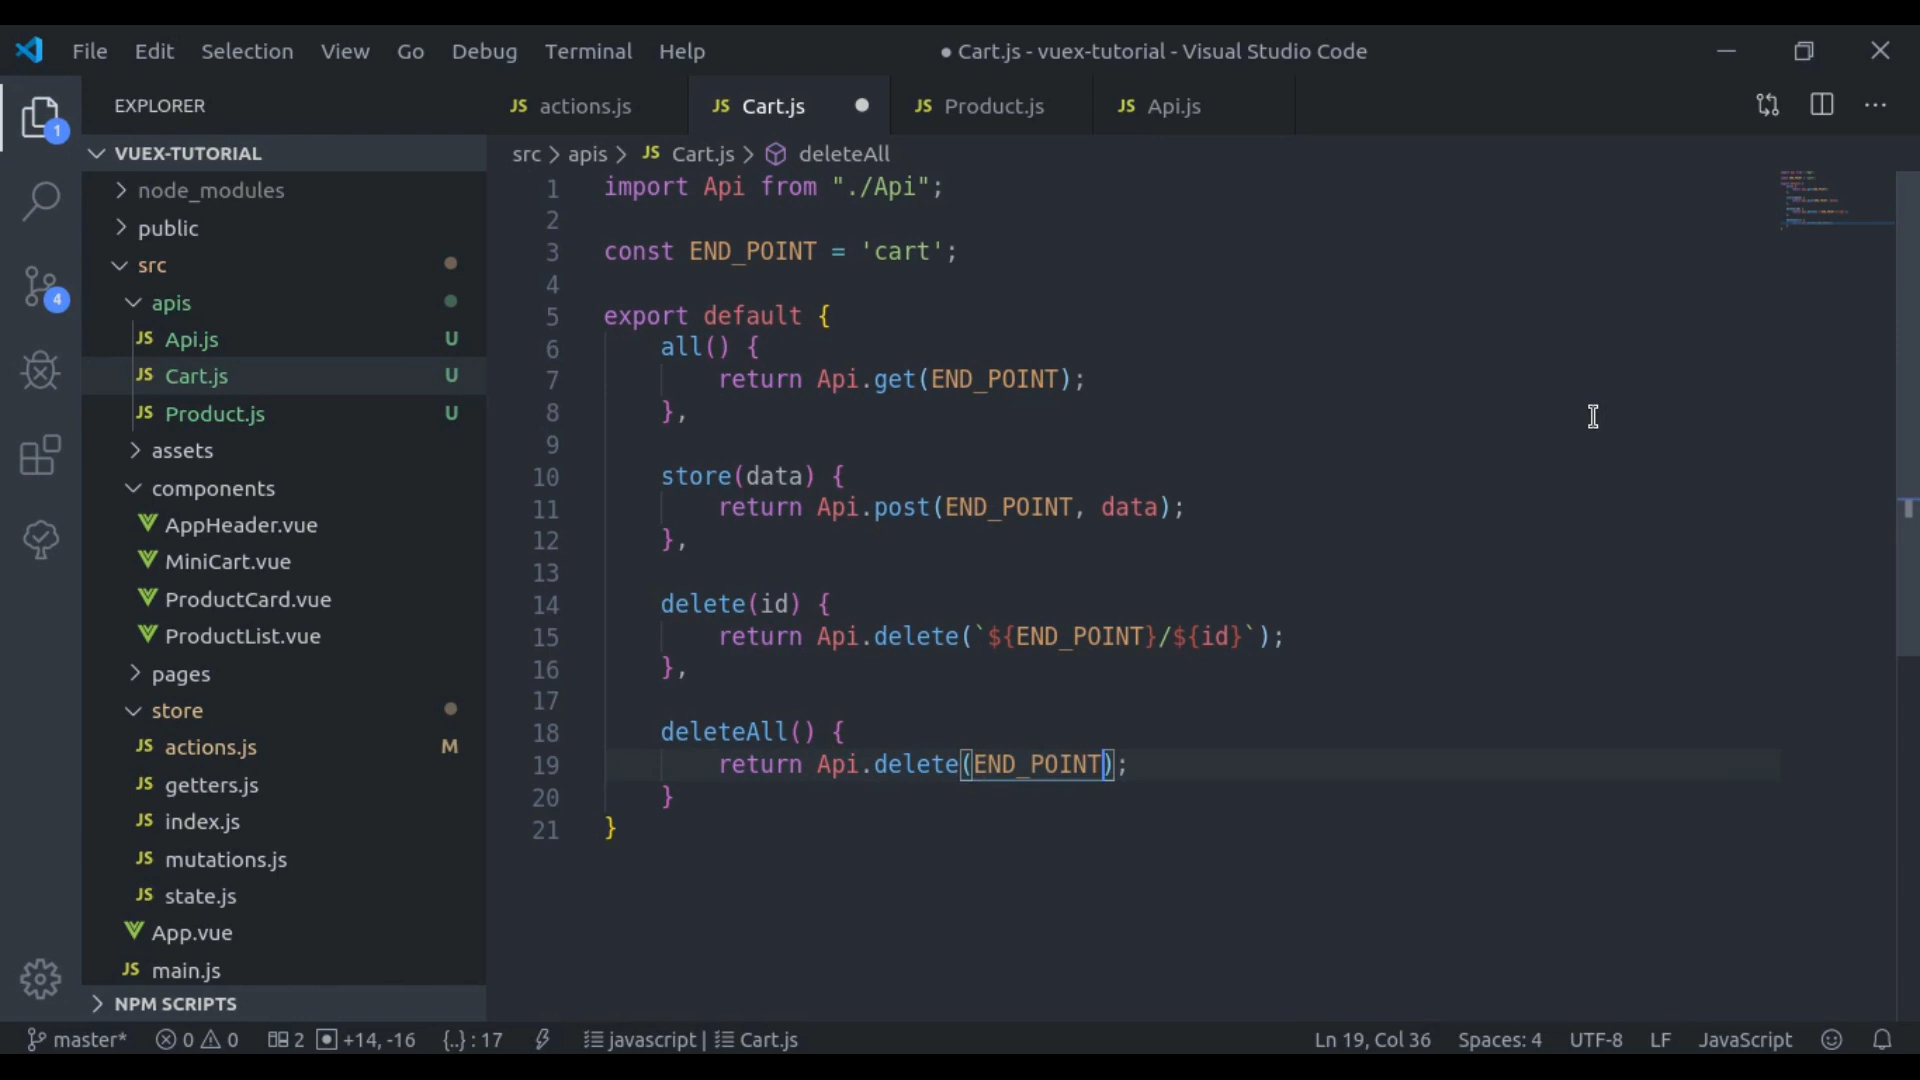 File Edit Selection View Go Debug Terminal Help ● Cart.js - vuex-tutorial - Visual Studio Code
EXPLORER
JS actions.js JS Cart.js ● JS Product.js JS Api.js
1
VUEX-TUTORIAL
src > apis > JS Cart.js > deleteAll
node_modules
public
src
apis
JS Api.js U
JS Cart.js U
JS Product.js U
assets
components
AppHeader.vue
MiniCart.vue
ProductCard.vue
ProductList.vue
pages
store
JS actions.js M
JS getters.js
JS index.js
JS mutations.js
JS state.js
App.vue
JS main.js
NPM SCRIPTS
4
1 import Api from "./Api";
2
3 const END_POINT = 'cart';
4
5 export default {
6     all() {
7         return Api.get(END_POINT);
8     },
9
10     store(data) {
11         return Api.post(END_POINT, data);
12     },
13
14     delete(id) {
15         return Api.delete(`${END_POINT}/${id}`);
16     },
17
18     deleteAll() {
19         return Api.delete(END_POINT);
20     }
21 }
master* 0 0 2 +14, -16 {..} : 17 javascript | Cart.js Ln 19, Col 36 Spaces: 4 UTF-8 LF JavaScript